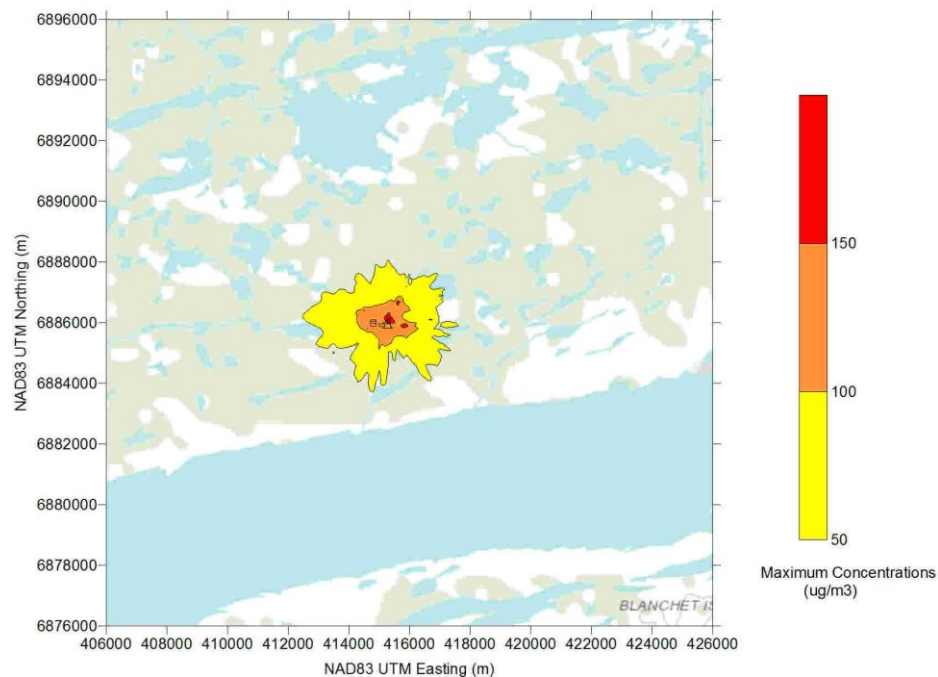 6896000
6894000
6892000
6890000
6888000
6886000
6884000
6882000
6880000
6878000
6876000
NAD83 UTM Northing (m)
406000 408000 410000 412000 414000 416000 418000 420000 422000 424000 426000
NAD83 UTM Easting (m)
BLANCHET IS
150
100
50
Maximum Concentrations
(ug/m3)